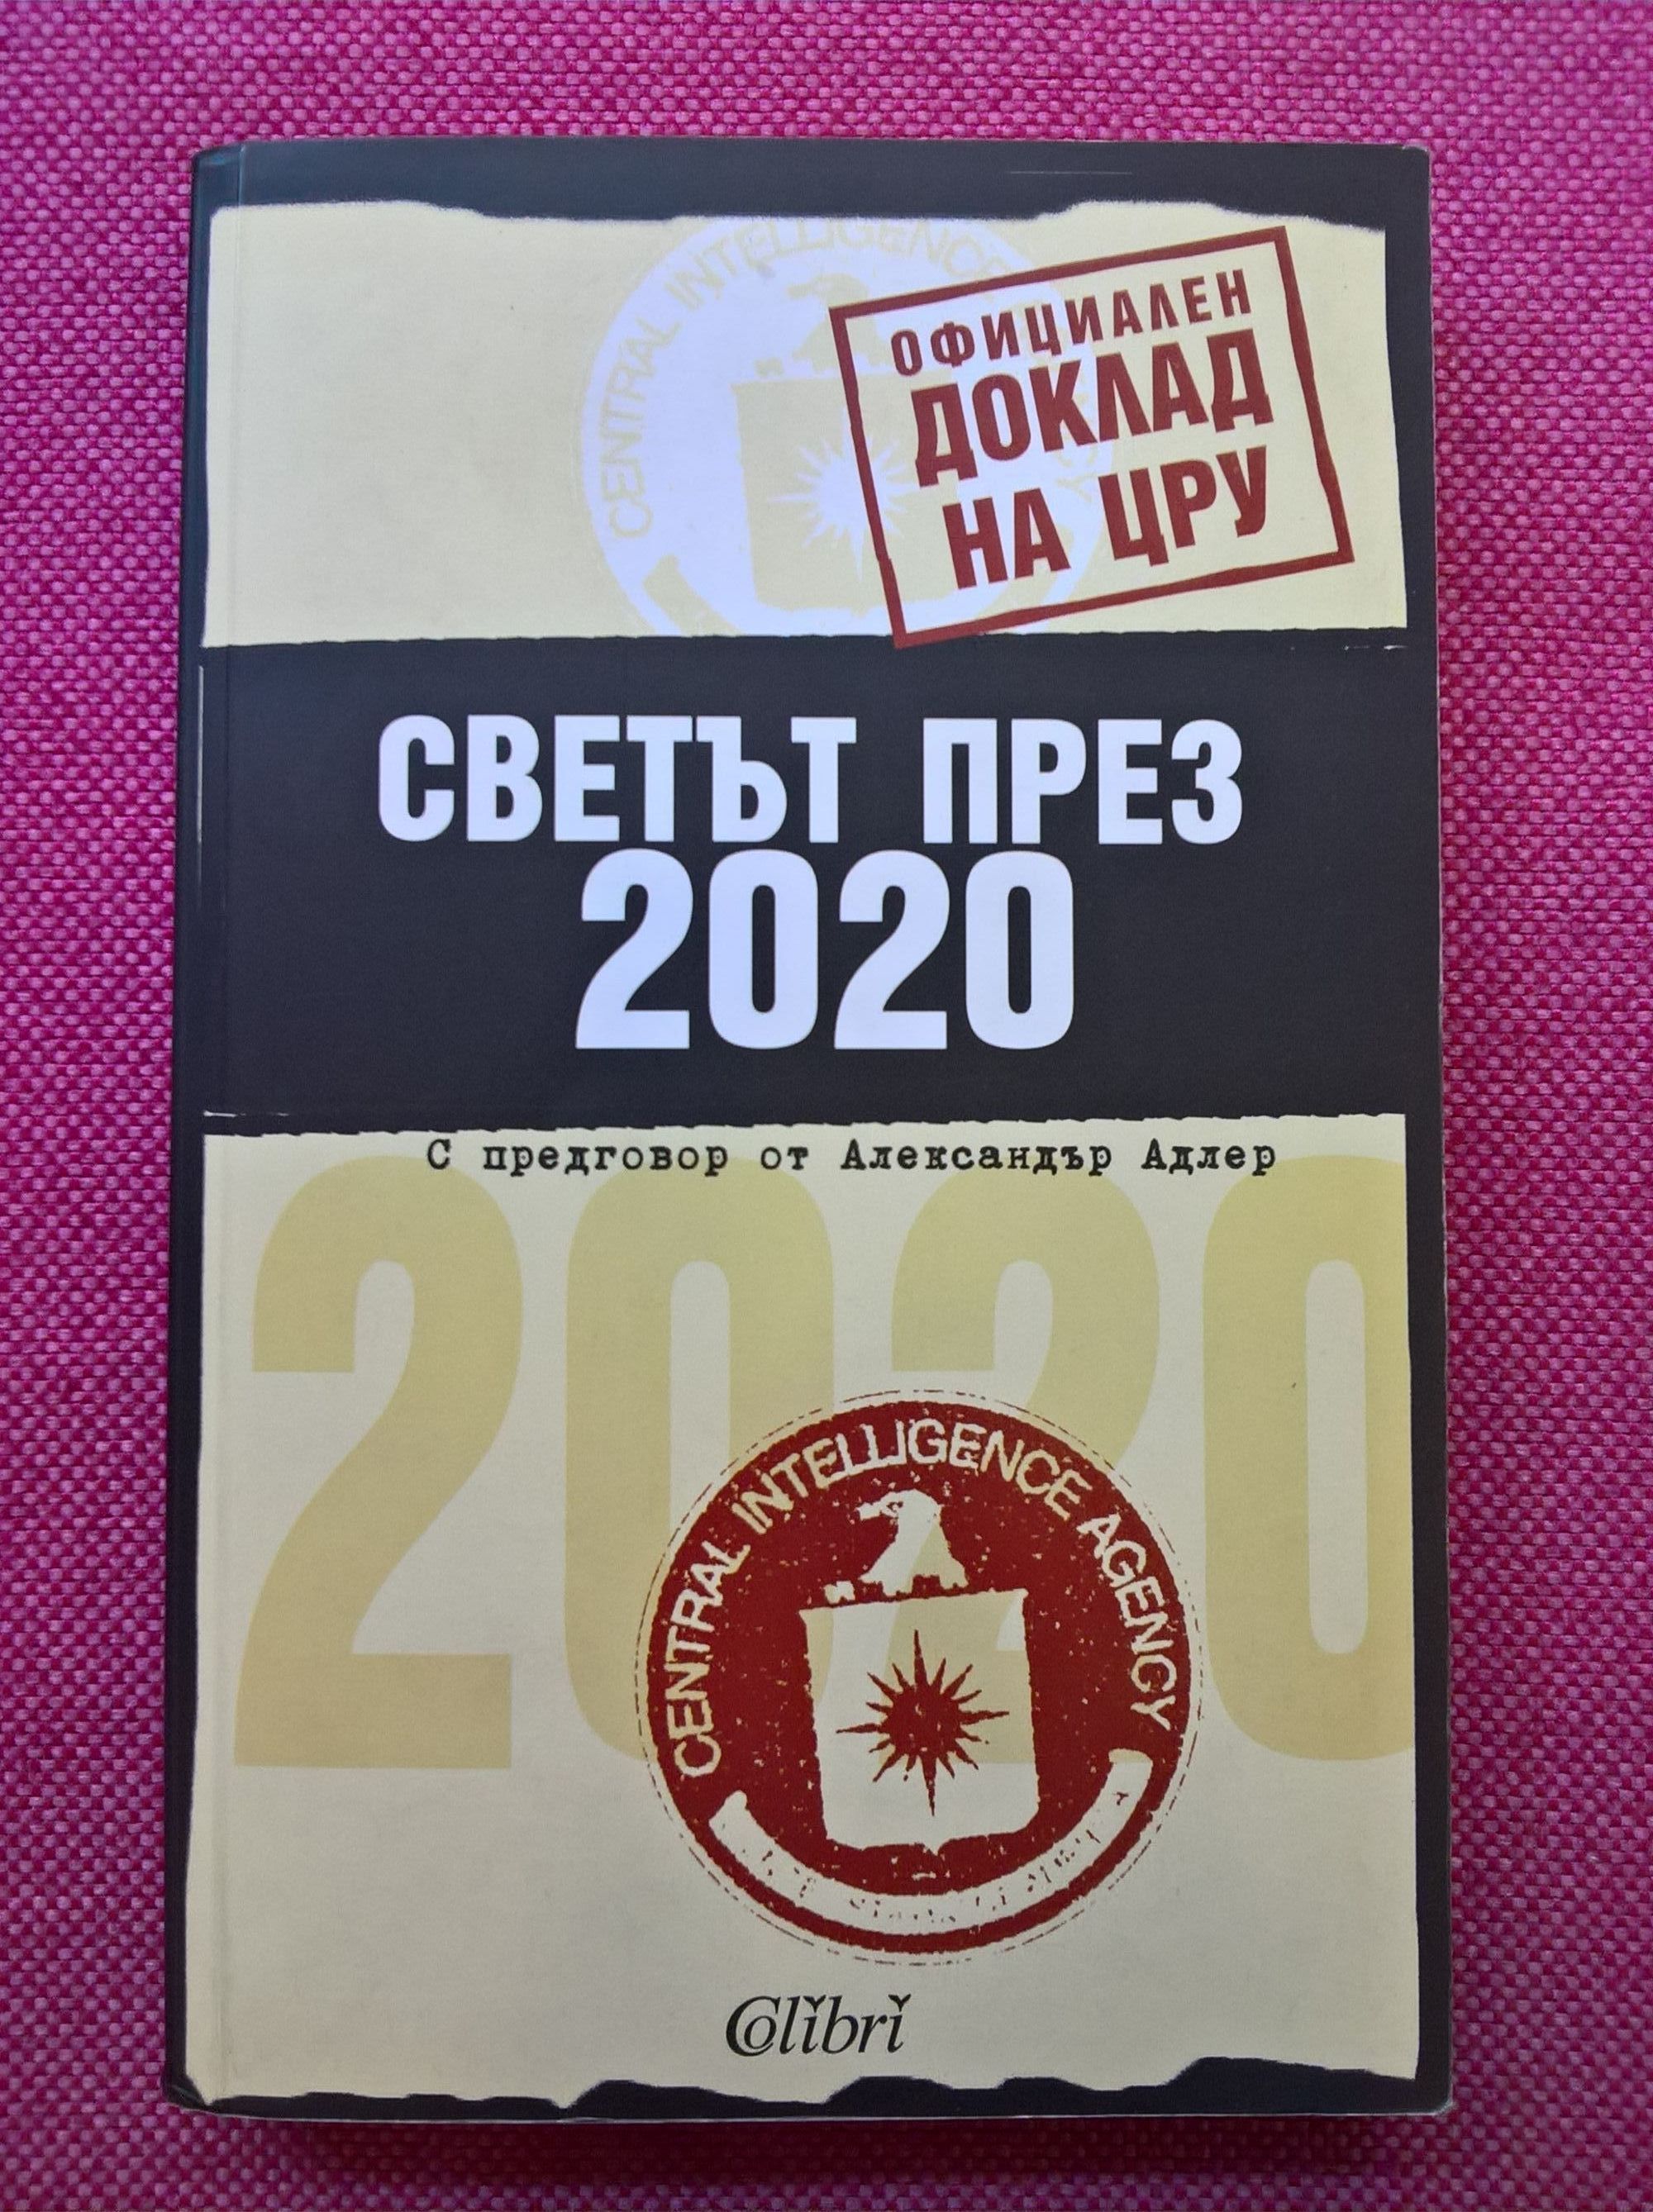 CENTRAL INTELLIGENCE
ОФИЦИАЛЕН
ДОКЛАД
НА ЦРУ
СВЕТЪТ ПРЕЗ
2020
С предговор от Александър Адлер
2020
CENTRAL INTELLIGENCE AGENCY
Colibri